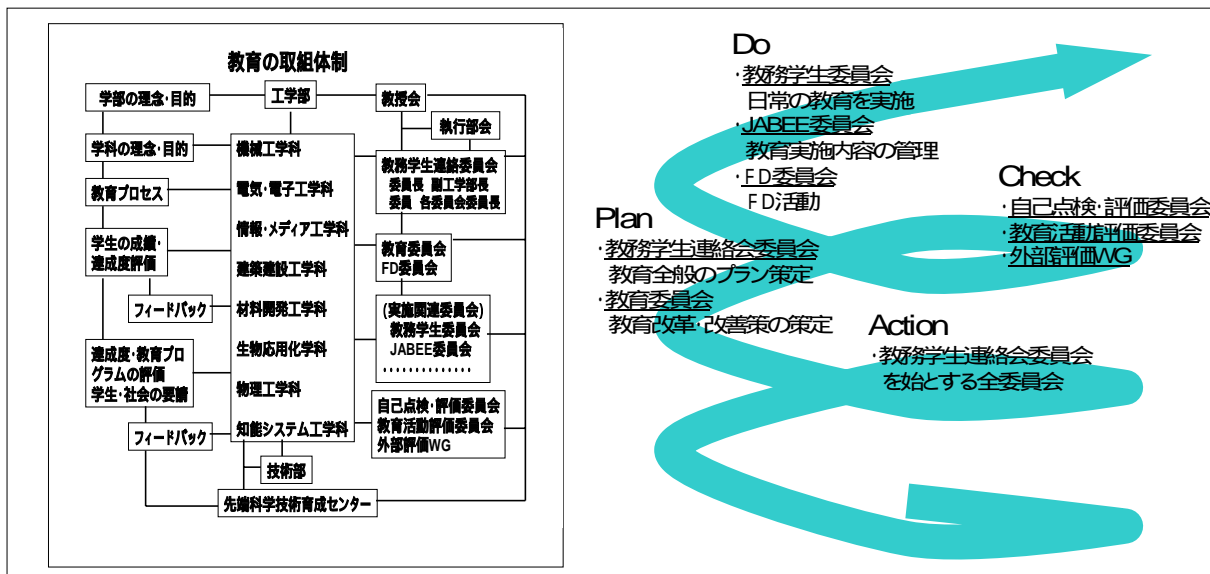 教育の取組体制
学部の理念・目的
工学部
教授会
執行部会
学科の理念・目的
教育プロセス
学生の成績・
達成度評価
フィードバック
達成度・教育プロ
グラムの評価
学生・社会の要請
フィードバック
機械工学科
電気・電子工学科
情報・メディア工学科
建築建設工学科
材料開発工学科
生物応用化学科
物理工学科
知能システム工学科
技術部
先端科学技術育成センター
教務学生連絡委員会
委員長 副工学部長
委員 各委員会委員長
教育委員会
FD委員会
(実施関連委員会)
教務学生委員会
JABEE委員会
・・・・・・・・・・・・・・
自己点検・評価委員会
教育活動評価委員会
外部評価WG
Do
・教務学生委員会
日常の教育を実施
・JABEE委員会
教育実施内容の管理
・FD委員会
FD活動
Plan
・教務学生連絡会委員会
教育全般のプラン策定
・教育委員会
教育改革・改善策の策定
Check
・自己点検・評価委員会
・教育活動評価委員会
・外部評価WG
Action
・教務学生連絡会委員会
を始とする全委員会